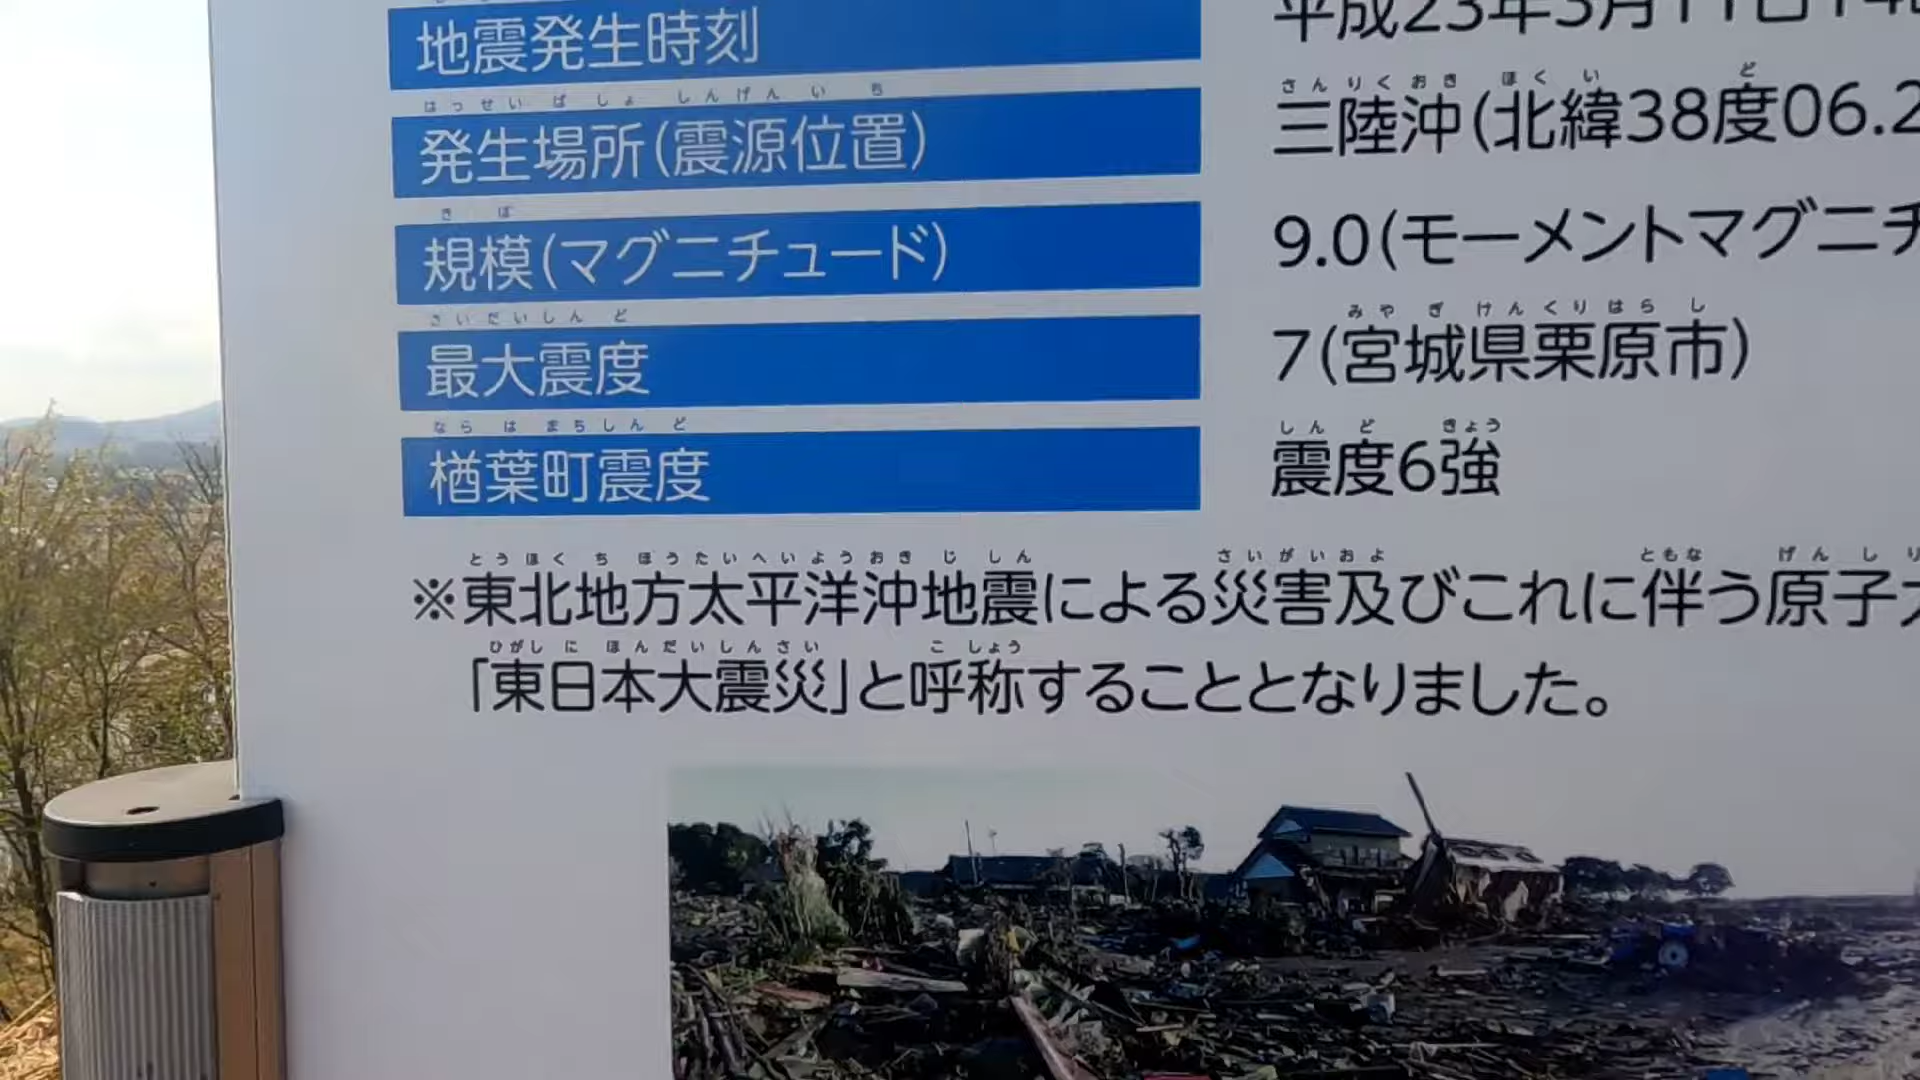 地震発生時刻 平成23年3月11日14
はっせいばしょ しんげんいち さんりくおき ほくい ど
発生場所(震源位置) 三陸沖(北緯38度06.2
きぼ
規模(マグニチュード) 9.0(モーメントマグニチ
さいだいしんど みやぎけんくりはらし
最大震度 7(宮城県栗原市)
ならはまちしんど しんど きょう
楢葉町震度 震度6強
とうほくちほうたいへいようおきじしん さいがいおよ ともな げんしり
※東北地方太平洋沖地震による災害及びこれに伴う原子
ひがしにほんだいしんさい こしょう
「東日本大震災」と呼称することとなりました。